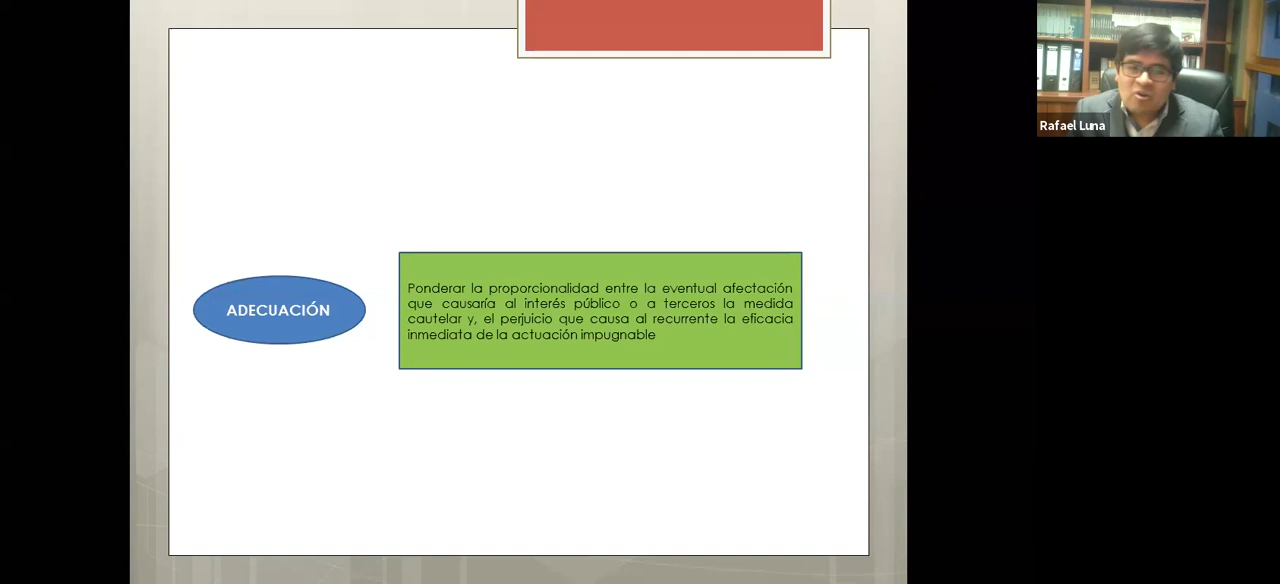 ADECUACIÓN
Ponderar la proporcionalidad entre la eventual afectación
que causaría al interés público o a terceros la medida
cautelar y, el perjuicio que causa al recurrente la eficacia
inmediata de la actuación impugnable
Rafael Luna